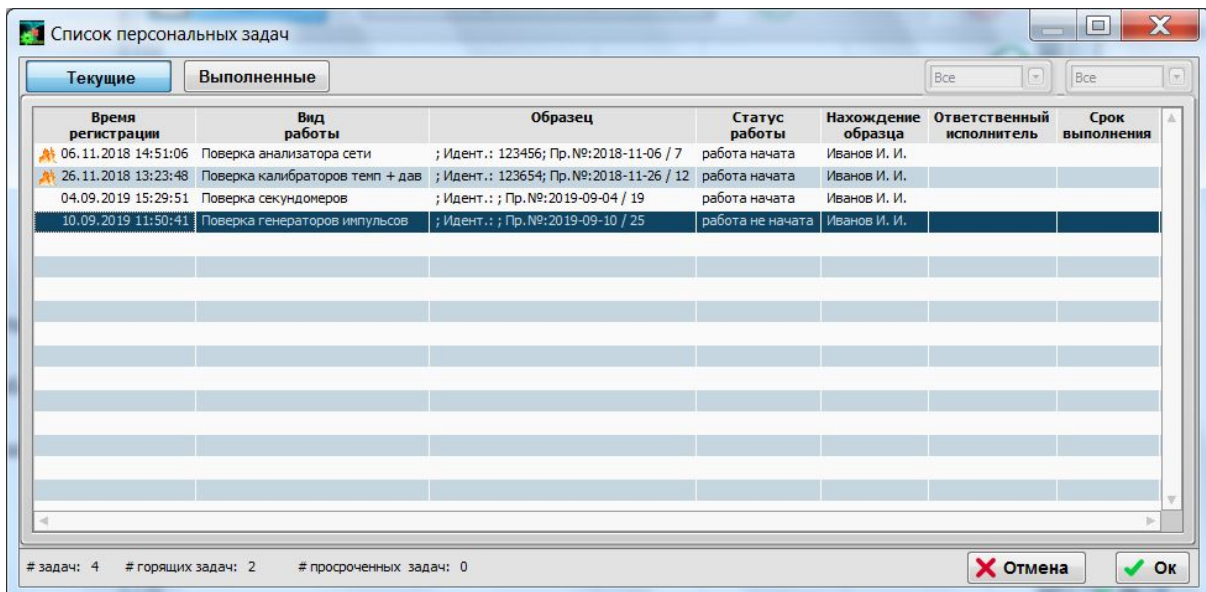 Список персональных задач
Текущие Выполненные Все Все
Время регистрации Вид работы Образец Статус работы Нахождение образца Ответственный исполнитель Срок выполнения
06.11.2018 14:51:06 Поверка анализатора сети ; Идент.: 123456; Пр.№:2018-11-06 / 7 работа начата Иванов И. И.
26.11.2018 13:23:48 Поверка калибраторов темп + дав ; Идент.: 123654; Пр.№:2018-11-26 / 12 работа начата Иванов И. И.
04.09.2019 15:29:51 Поверка секундомеров ; Идент.: ; Пр.№:2019-09-04 / 19 работа начата Иванов И. И.
10.09.2019 11:50:41 Поверка генераторов импульсов ; Идент.: ; Пр.№:2019-09-10 / 25 работа не начата Иванов И. И.
# задач: 4 # горящих задач: 2 # просроченных задач: 0 Отмена Ок